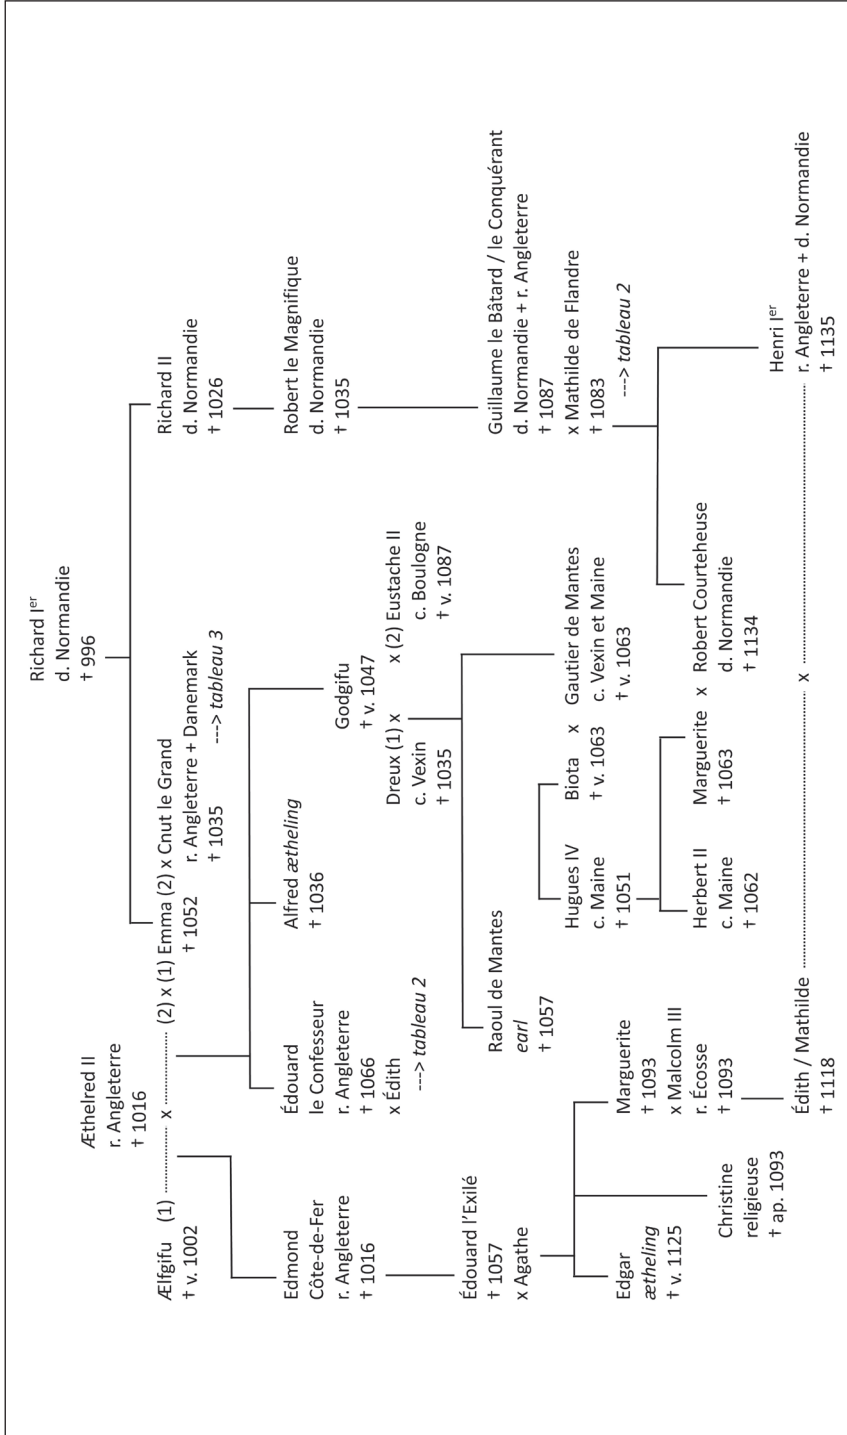 Richard Iᵉʳ
d. Normandie
† 996
Æthelred II
r. Angleterre
† 1016
Ælfgifu (1) x (2) x (1) Emma (2) x Cnut le Grand
† v. 1002
† 1052
r. Angleterre + Danemark
† 1035 ---> tableau 3
Richard II
d. Normandie
† 1026
Edmond
Côte-de-Fer
r. Angleterre
† 1016
Édouard
le Confesseur
r. Angleterre
† 1066
x Édith
---> tableau 2
Alfred ætheling
† 1036
Godgifu
† v. 1047
Dreux (1) x x (2) Eustache II
c. Vexin
† 1035
c. Boulogne
† v. 1087
Robert le Magnifique
d. Normandie
† 1035
Édouard l'Exilé
† 1057
x Agathe
Raoul de Mantes
earl
† 1057
Hugues IV
c. Maine
† 1051
Biota x Gautier de Mantes
† v. 1063
c. Vexin et Maine
† v. 1063
Guillaume le Bâtard / le Conquérant
d. Normandie + r. Angleterre
† 1087
x Mathilde de Flandre
† 1083 ---> tableau 2
Edgar
ætheling
† v. 1125
Christine
religieuse
† ap. 1093
Marguerite
† 1093
x Malcolm III
r. Écosse
† 1093
Herbert II
c. Maine
† 1062
Marguerite x Robert Courteheuse
† 1063
d. Normandie
† 1134
Henri Iᵉʳ
Édith / Mathilde x r. Angleterre + d. Normandie
† 1118
† 1135